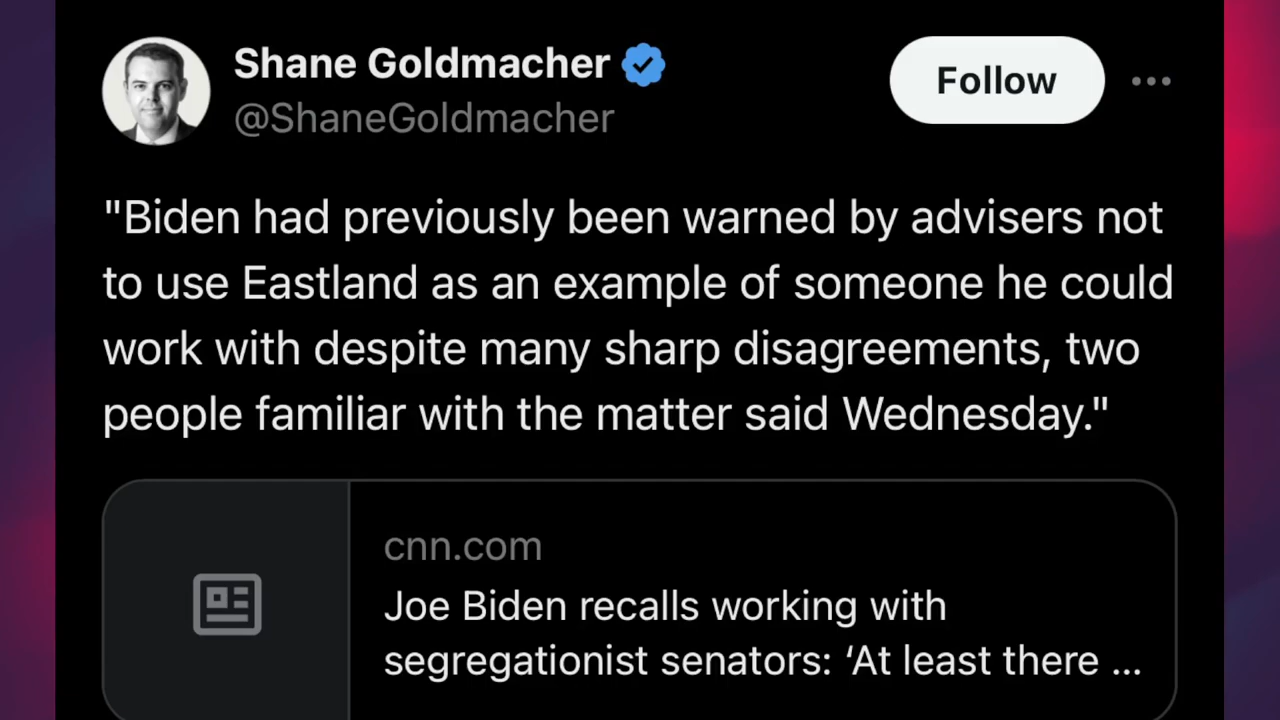 Shane Goldmacher
Follow
@ShaneGoldmacher
"Biden had previously been warned by advisers not
to use Eastland as an example of someone he could
work with despite many sharp disagreements, two
people familiar with the matter said Wednesday."
cnn.com
Joe Biden recalls working with
segregationist senators: ‘At least there ...